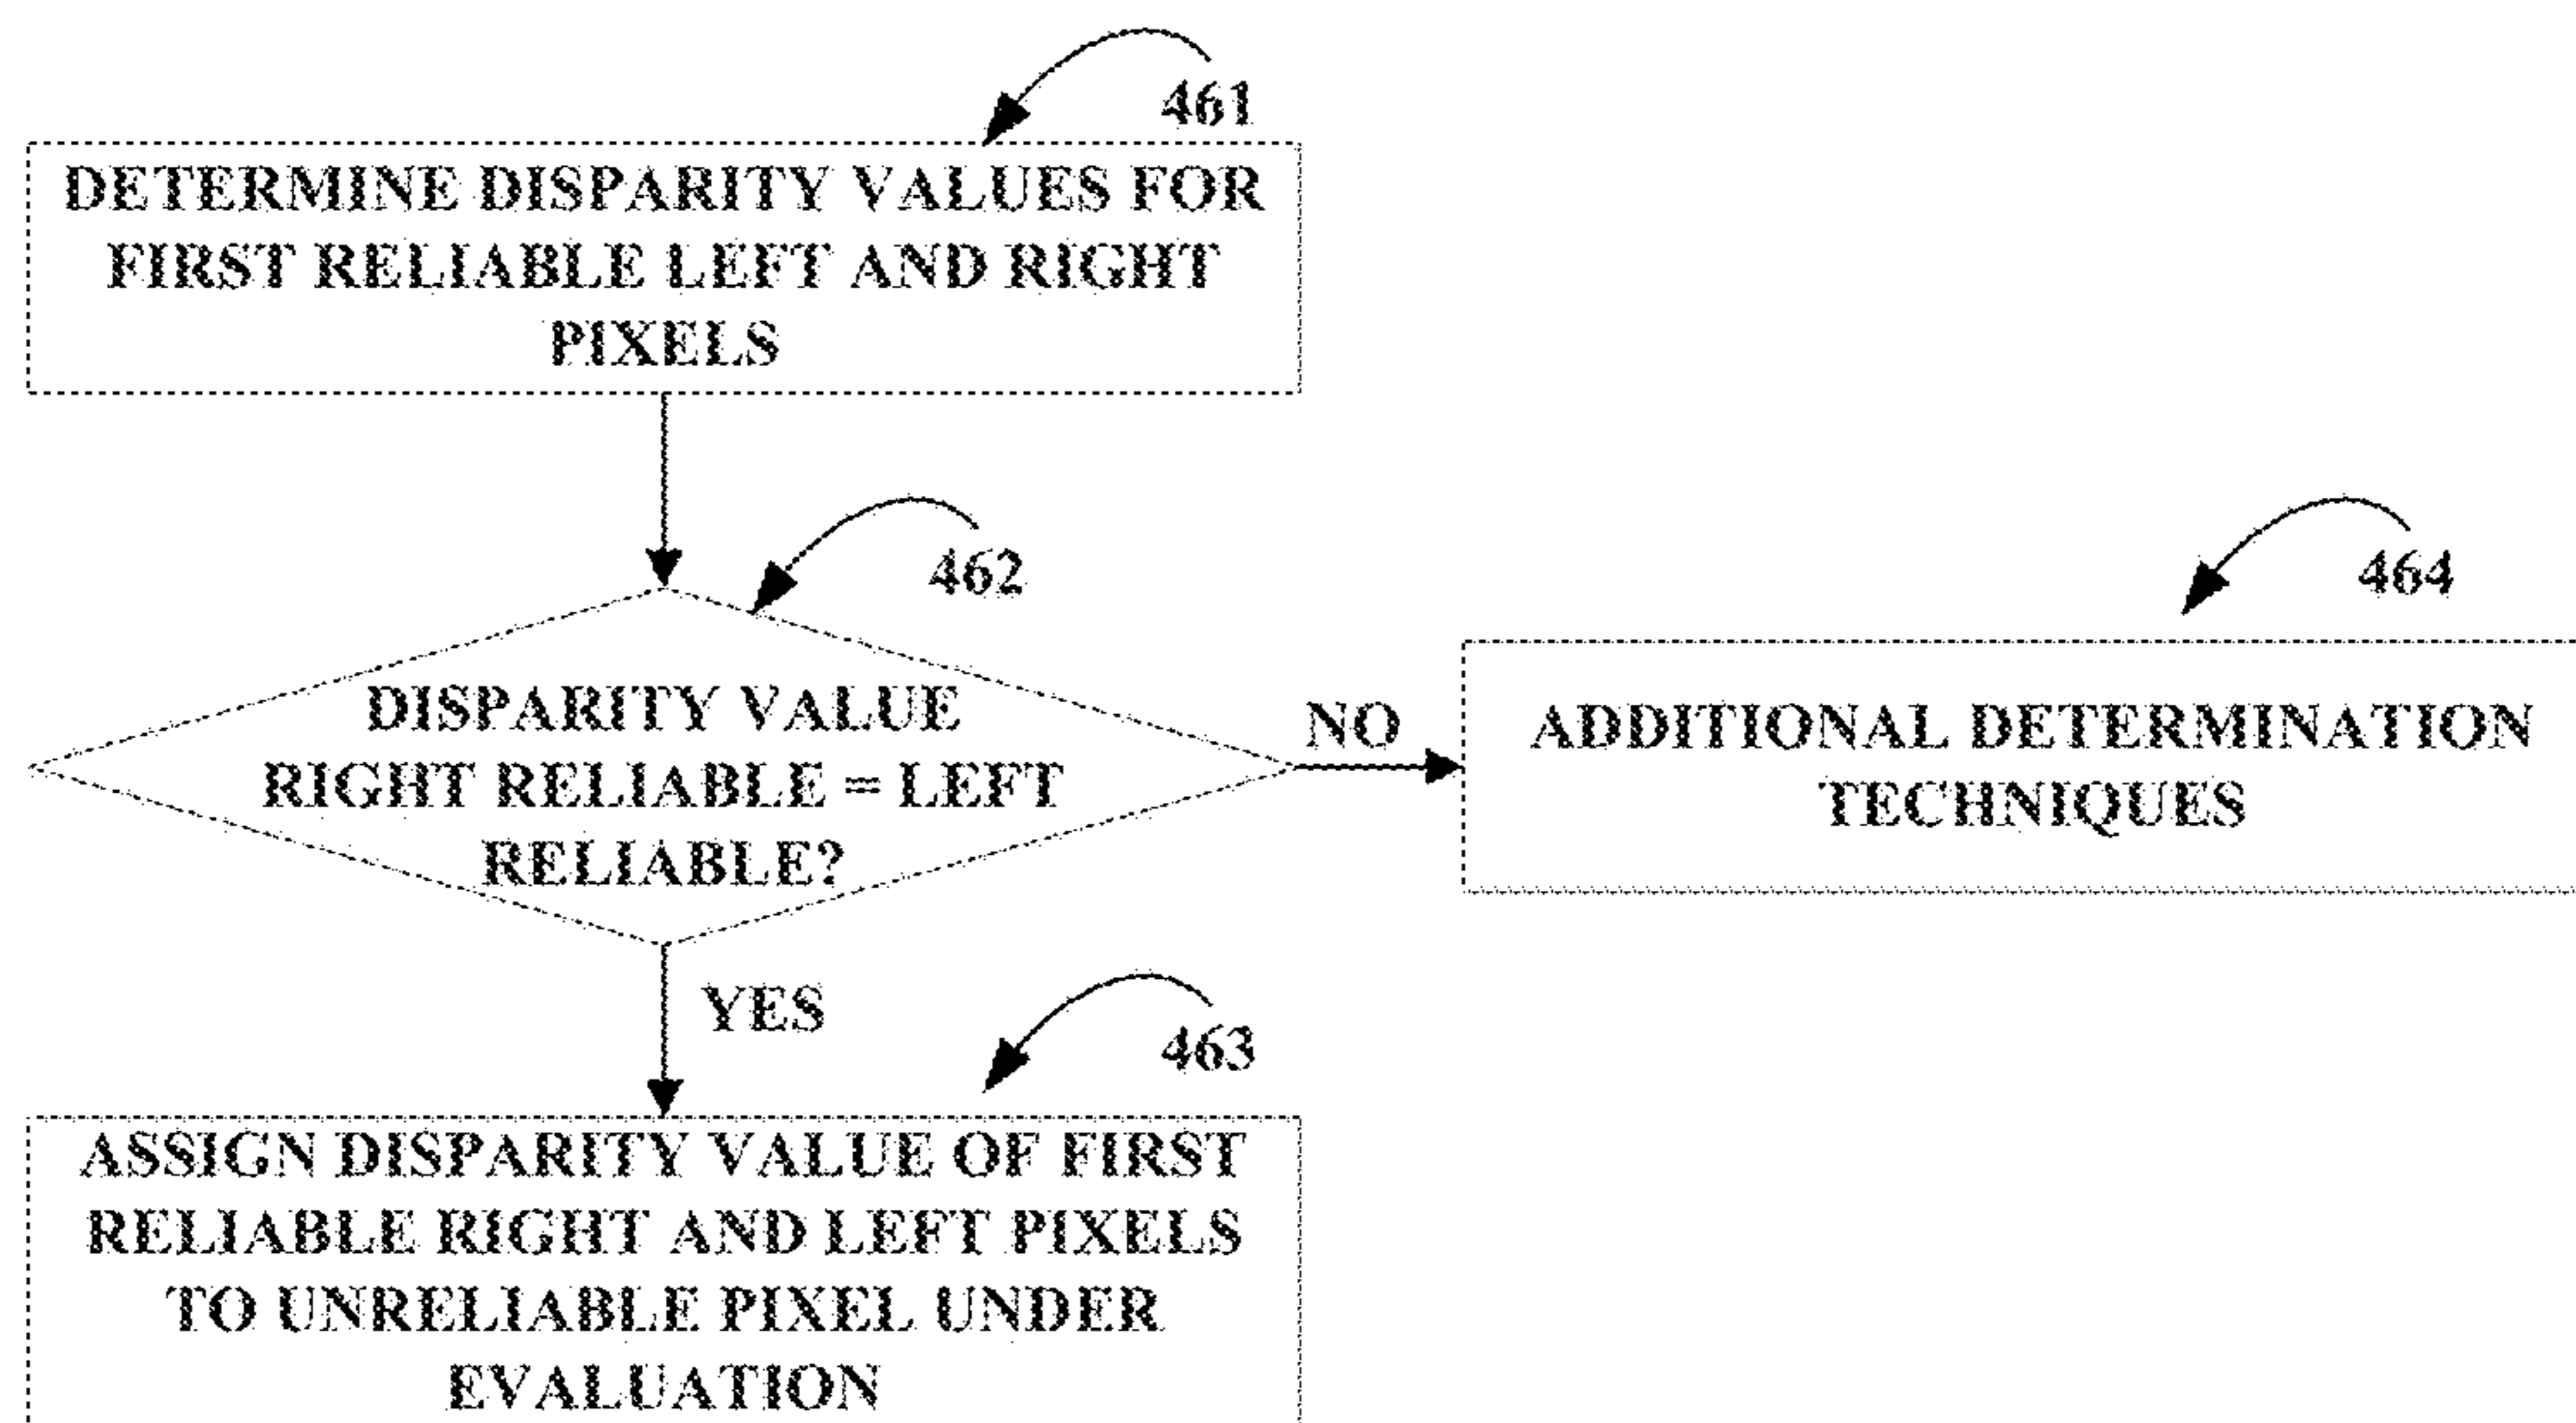 461
DETERMINE DISPARITY VALUES FOR
FIRST RELIABLE LEFT AND RIGHT
PIXELS
462
DISPARITY VALUE
RIGHT RELIABLE = LEFT
RELIABLE?
NO
464
ADDITIONAL DETERMINATION
TECHNIQUES
YES
463
ASSIGN DISPARITY VALUE OF FIRST
RELIABLE RIGHT AND LEFT PIXELS
TO UNRELIABLE PIXEL UNDER
EVALUATION